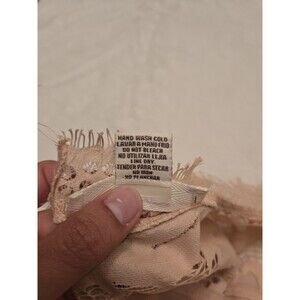 HAND WASH COLD
LAVAR A MANO FRIO
DO NOT BLEACH
NO UTILIZAR LEJIA
LINE DRY
TENDER PARA SECAR
NO IRON
NO PLANCHAR